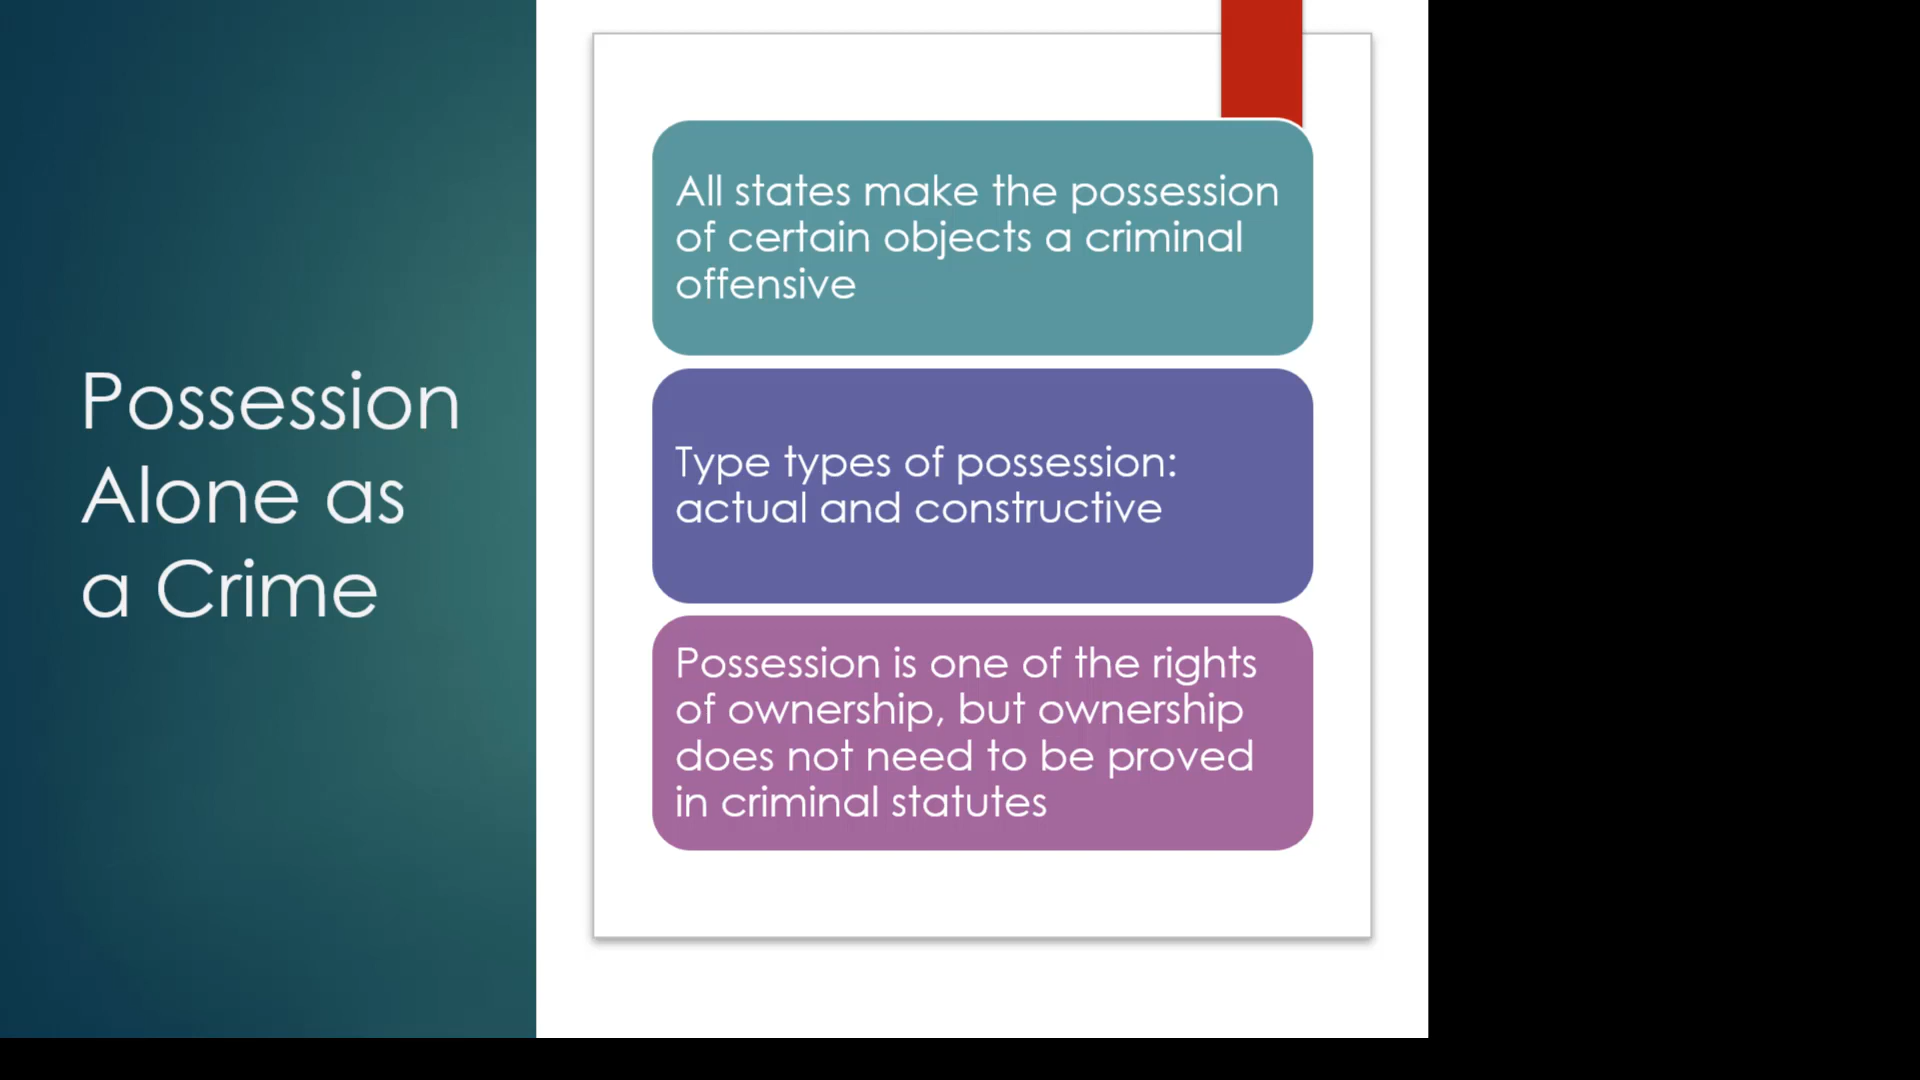 Possession
Alone as
a Crime
All states make the possession
of certain objects a criminal
offensive
Type types of possession:
actual and constructive
Possession is one of the rights
of ownership, but ownership
does not need to be proved
in criminal statutes